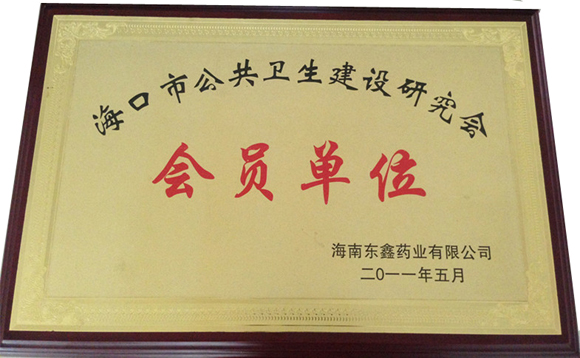 海口市公共卫生建设研究会
会员单位
海南东鑫药业有限公司
二0一一年五月